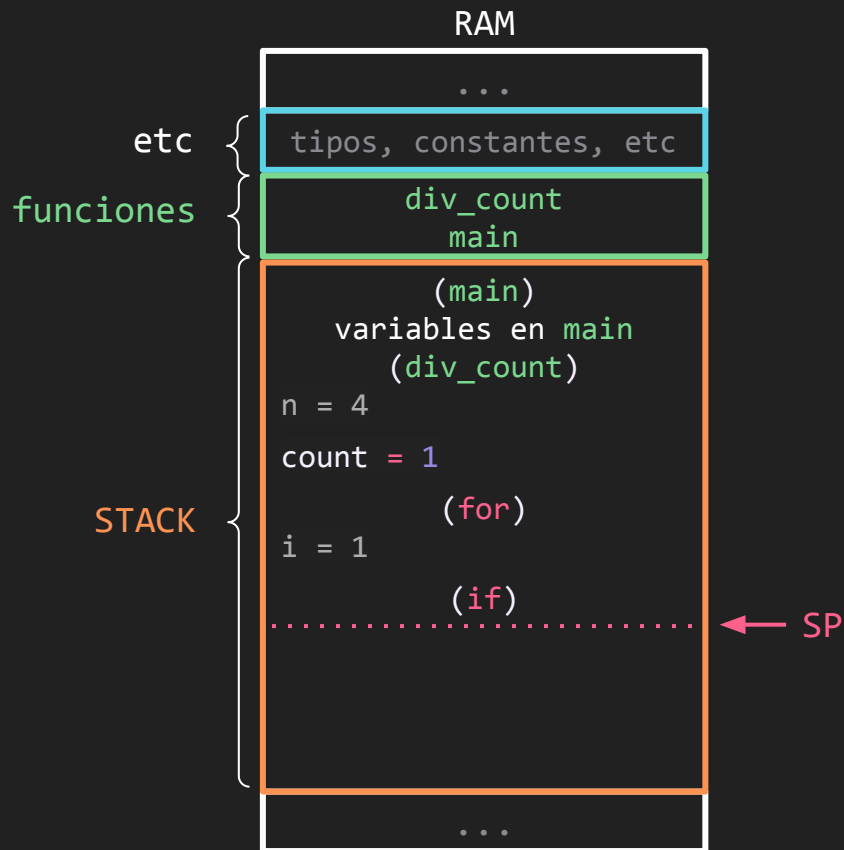 RAM
...
etc
tipos, constantes, etc
funciones
div_count
main
STACK
(main)
variables en main
(div_count)
n = 4
count = 1
(for)
i = 1
(if)
SP
...